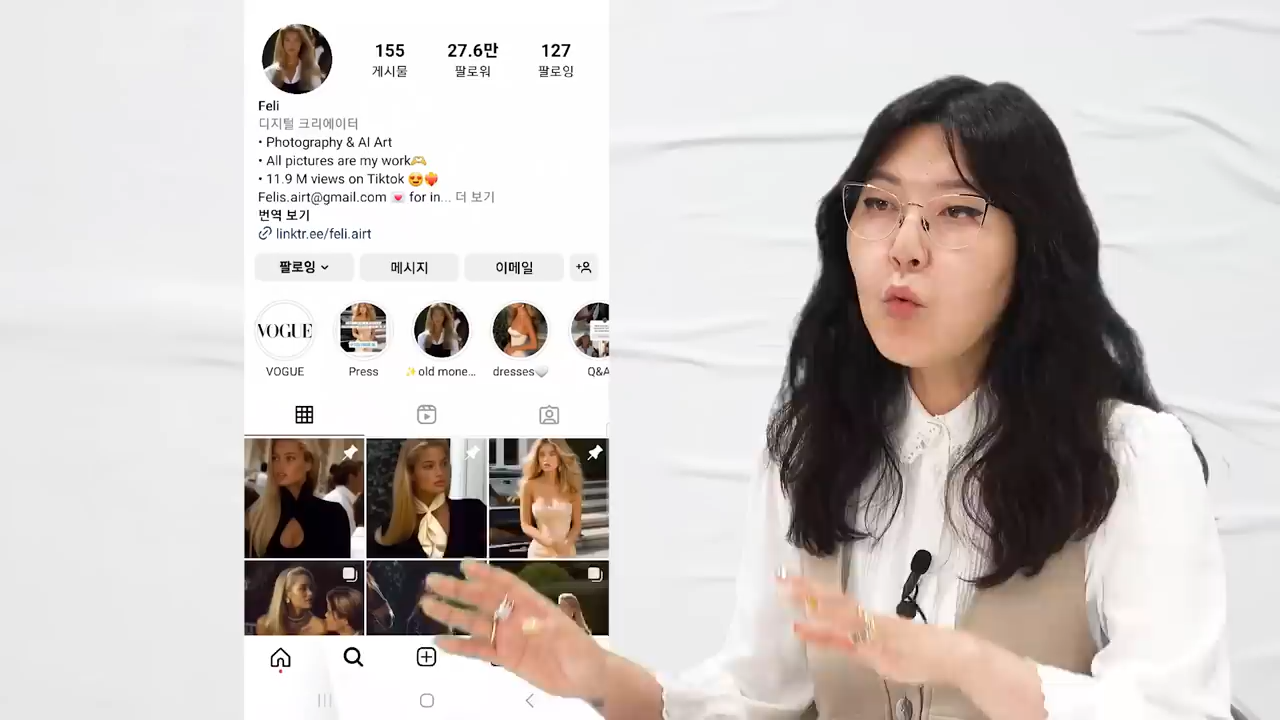 155 27.6만 127
게시물 팔로워 팔로잉
Feli
디지털 크리에이터
• Photography & AI Art
• All pictures are my work🫶
• 11.9 M views on Tiktok 😍❤️‍🔥
Felis.airt@gmail.com 💌 for in... 더 보기
번역 보기
linktr.ee/feli.airt
팔로잉 메시지 이메일
VOGUE
VOGUE Press ✨old mone... dresses🤍 Q&A